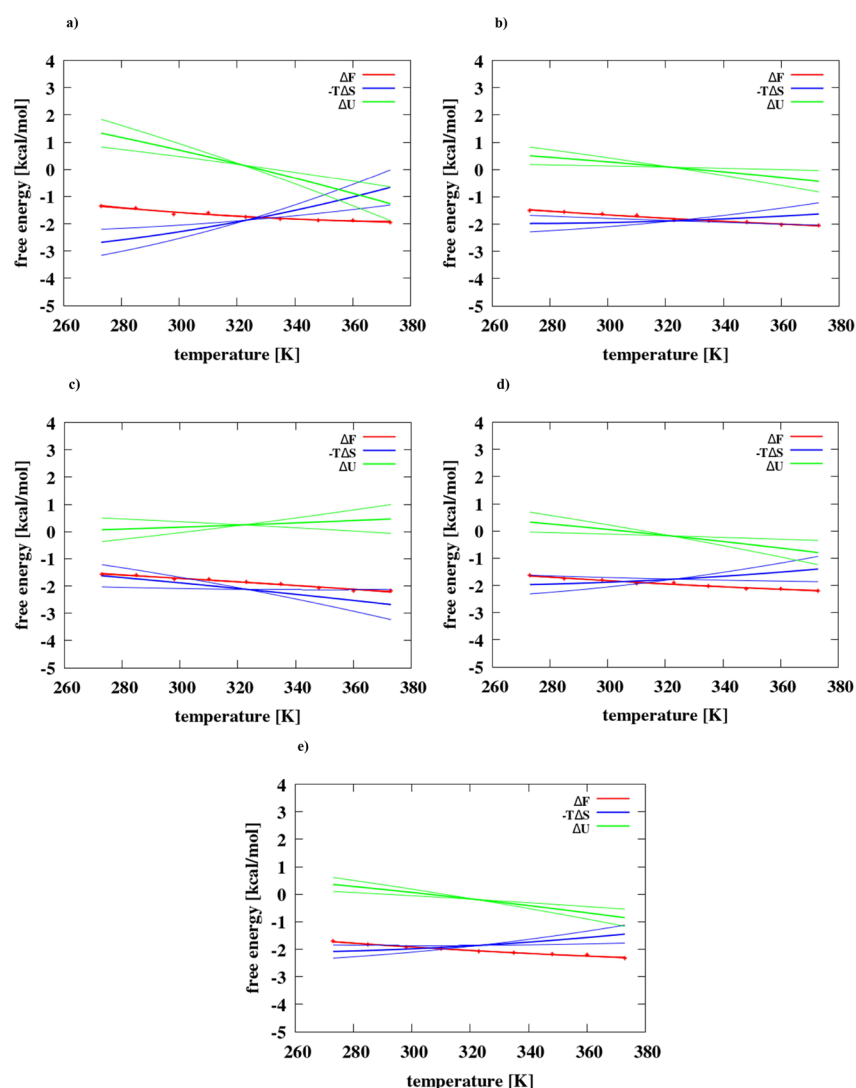 a)
4
3
2
1
0
-1
-2
-3
-4
-5
260 280 300 320 340 360 380
free energy [kcal/mol]
temperature [K]
ΔF
-TΔS
ΔU
b)
4
3
2
1
0
-1
-2
-3
-4
-5
260 280 300 320 340 360 380
free energy [kcal/mol]
temperature [K]
ΔF
-TΔS
ΔU
c)
4
3
2
1
0
-1
-2
-3
-4
-5
260 280 300 320 340 360 380
free energy [kcal/mol]
temperature [K]
ΔF
-TΔS
ΔU
d)
4
3
2
1
0
-1
-2
-3
-4
-5
260 280 300 320 340 360 380
free energy [kcal/mol]
temperature [K]
ΔF
-TΔS
ΔU
e)
4
3
2
1
0
-1
-2
-3
-4
-5
260 280 300 320 340 360 380
free energy [kcal/mol]
temperature [K]
ΔF
-TΔS
ΔU